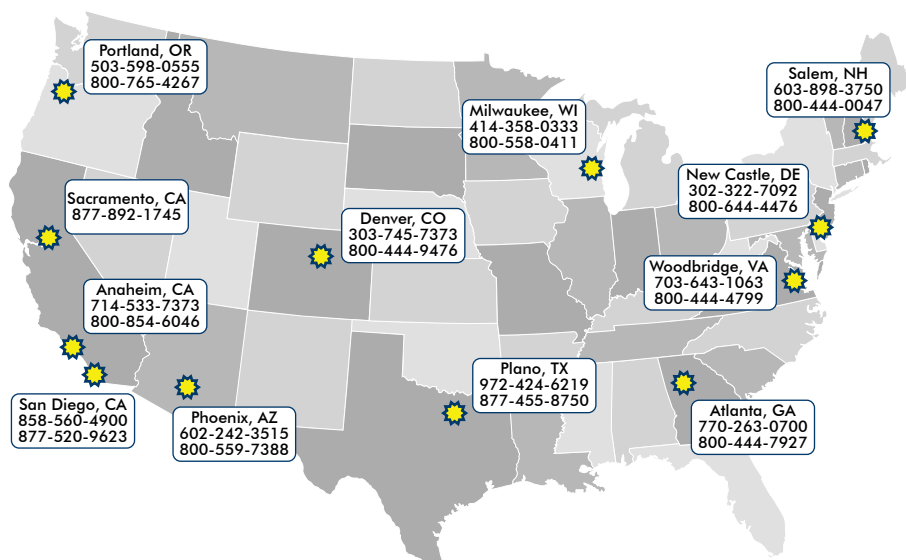 Portland, OR
503-598-0555
800-765-4267
Salem, NH
603-898-3750
800-444-0047
Milwaukee, WI
414-358-0333
800-558-0411
New Castle, DE
302-322-7092
800-644-4476
Sacramento, CA
877-892-1745
Denver, CO
303-745-7373
800-444-9476
Woodbridge, VA
703-643-1063
800-444-4799
Anaheim, CA
714-533-7373
800-854-6046
Plano, TX
972-424-6219
877-455-8750
San Diego, CA
858-560-4900
877-520-9623
Phoenix, AZ
602-242-3515
800-559-7388
Atlanta, GA
770-263-0700
800-444-7927